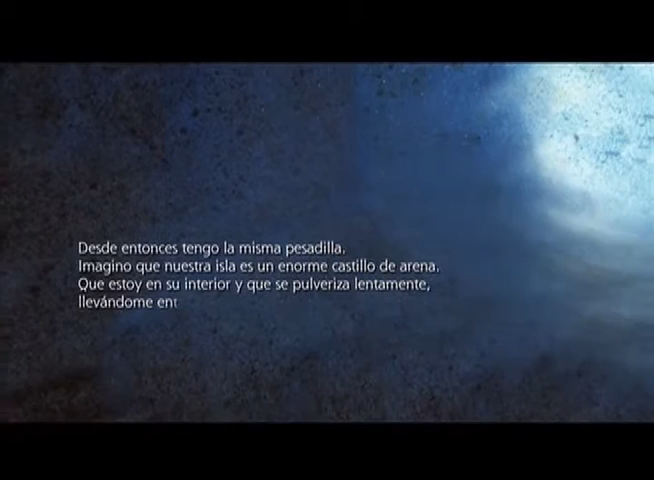 Desde entonces tengo la misma pesadilla.
Imagino que nuestra isla es un enorme castillo de arena.
Que estoy en su interior y que se pulveriza lentamente,
llevándome ent